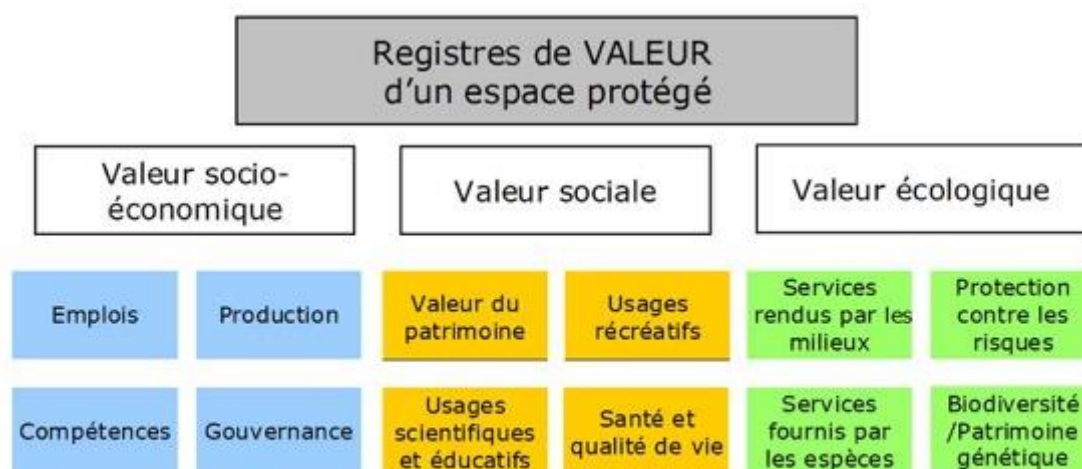 Registres de VALEUR
d'un espace protégé
Valeur socio-
économique
Valeur sociale
Valeur écologique
Emplois
Production
Valeur du
patrimoine
Usages
récréatifs
Services
rendus par les
milieux
Protection
contre les
risques
Compétences
Gouvernance
Usages
scientifiques
et éducatifs
Santé et
qualité de vie
Services
fournis par
les espèces
Biodiversité
/Patrimoine
génétique